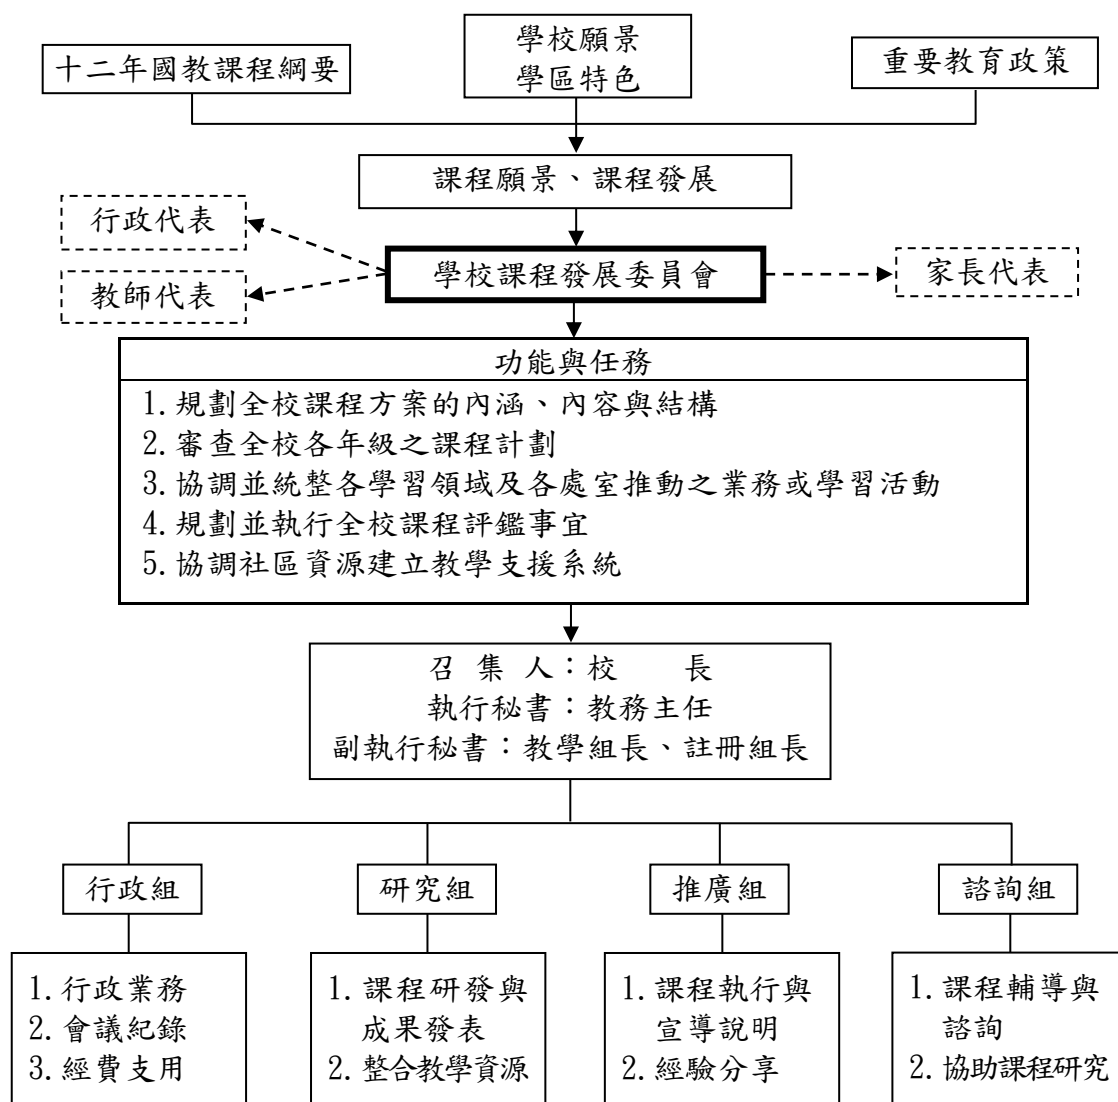 學校願景
學區特色
十二年國教課程綱要
重要教育政策
課程願景、課程發展
行政代表
教師代表
學校課程發展委員會
家長代表
功能與任務
1.規劃全校課程方案的內涵、內容與結構
2.審查全校各年級之課程計劃
3.協調並統整各學習領域及各處室推動之業務或學習活動
4.規劃並執行全校課程評鑑事宜
5.協調社區資源建立教學支援系統
召 集 人：校　　長
執行秘書：教務主任
副執行秘書：教學組長、註冊組長
行政組
研究組
推廣組
諮詢組
1.行政業務
2.會議紀錄
3.經費支用
1.課程研發與
成果發表
2.整合教學資源
1.課程執行與
宣導說明
2.經驗分享
1.課程輔導與
諮詢
2.協助課程研究